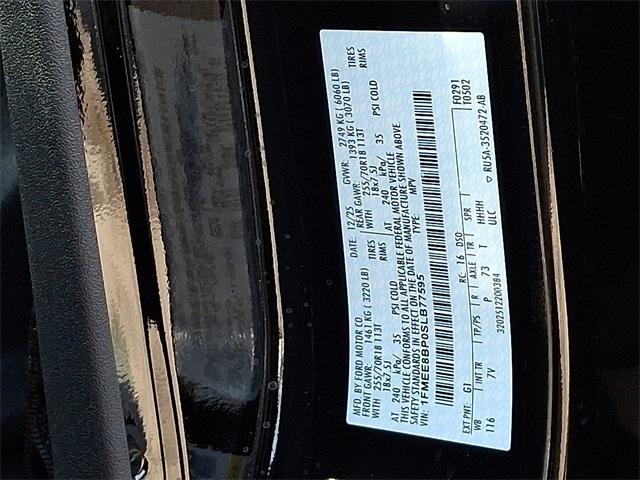 MFD. BY FORD MOTOR CO. DATE: 12/25 GVWR: 2749 KG ( 6060 LB)
FRONT GAWR: 1461 KG ( 3220 LB) REAR GAWR: 1393 KG ( 3070 LB)
WITH 255/70R18 113T TIRES WITH 255/70R18 113T TIRES
18x7.5J RIMS 18x7.5J RIMS
AT 240 kPa/ 35 PSI COLD AT 240 kPa/ 35 PSI COLD
THIS VEHICLE CONFORMS TO ALL APPLICABLE FEDERAL MOTOR VEHICLE
SAFETY STANDARDS IN EFFECT ON THE DATE OF MANUFACTURE SHOWN ABOVE.
VIN: 1FMEE8BP0SLB77595 TYPE: MPV
F0291
T0502
EXT PNT: G1 RC: 16 DSO:
WB INT TR TP/PS R AXLE TR SPR
116 7V P 73 T HHHH
ULC
3202512200384
RU5A-3520472-AB